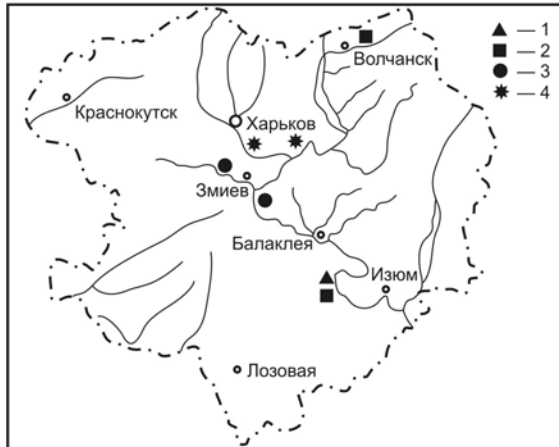 — 1
— 2
Волчанск
— 3
Краснокутск
Харьков
— 4
Змиев
Балаклея
Изюм
Лозовая